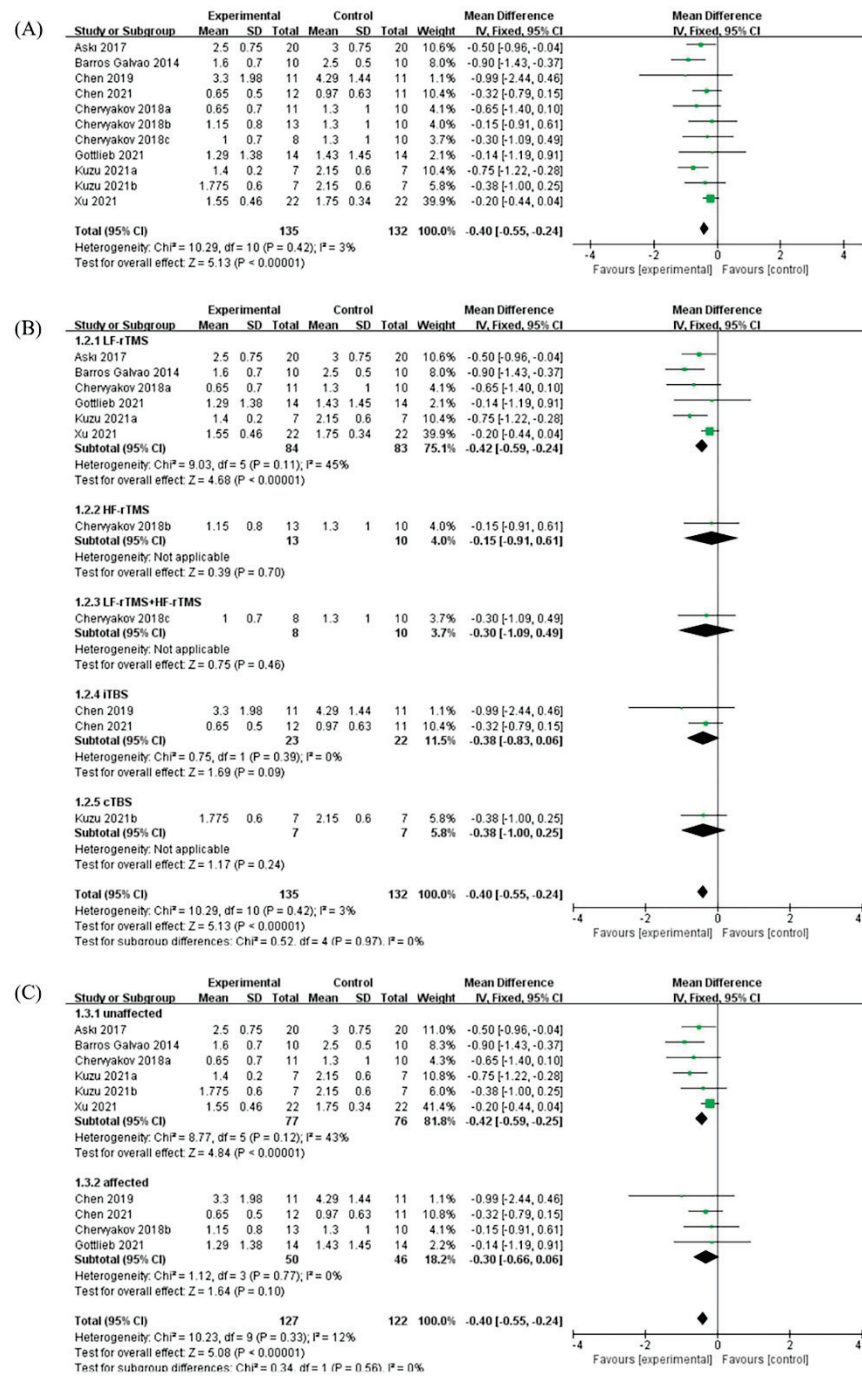 (A)
Experimental Control Mean Difference Mean Difference
Study or Subgroup Mean SD Total Mean SD Total Weight IV, Fixed, 95% CI IV, Fixed, 95% CI
Aski 2017 2.5 0.75 20 3 0.75 20 10.6% -0.50 [-0.96, -0.04]
Barros Galvao 2014 1.6 0.7 10 2.5 0.5 10 8.0% -0.90 [-1.43, -0.37]
Chen 2019 3.3 1.98 11 4.29 1.44 11 1.1% -0.99 [-2.44, 0.46]
Chen 2021 0.65 0.5 12 0.97 0.63 11 10.4% -0.32 [-0.79, 0.15]
Chervyakov 2018a 0.65 0.7 11 1.3 1 10 4.1% -0.65 [-1.40, 0.10]
Chervyakov 2018b 1.15 0.8 13 1.3 1 10 4.0% -0.15 [-0.91, 0.61]
Chervyakov 2018c 1 0.7 8 1.3 1 10 3.7% -0.30 [-1.09, 0.49]
Gottlieb 2021 1.29 1.38 14 1.43 1.45 14 2.1% -0.14 [-1.19, 0.91]
Kuzu 2021a 1.4 0.2 7 2.15 0.6 7 10.4% -0.75 [-1.22, -0.28]
Kuzu 2021b 1.775 0.6 7 2.15 0.6 7 5.8% -0.38 [-1.00, 0.25]
Xu 2021 1.55 0.46 22 1.75 0.34 22 39.9% -0.20 [-0.44, 0.04]
Total (95% CI) 135 132 100.0% -0.40 [-0.55, -0.24]
Heterogeneity: Chi² = 10.29, df = 10 (P = 0.42); I² = 3%
Test for overall effect: Z = 5.13 (P < 0.00001)
-4 -2 0 2 4
Favours [experimental] Favours [control]
(B)
Experimental Control Mean Difference Mean Difference
Study or Subgroup Mean SD Total Mean SD Total Weight IV, Fixed, 95% CI IV, Fixed, 95% CI
1.2.1 LF-rTMS
Aski 2017 2.5 0.75 20 3 0.75 20 10.6% -0.50 [-0.96, -0.04]
Barros Galvao 2014 1.6 0.7 10 2.5 0.5 10 8.0% -0.90 [-1.43, -0.37]
Chervyakov 2018a 0.65 0.7 11 1.3 1 10 4.1% -0.65 [-1.40, 0.10]
Gottlieb 2021 1.29 1.38 14 1.43 1.45 14 2.1% -0.14 [-1.19, 0.91]
Kuzu 2021a 1.4 0.2 7 2.15 0.6 7 10.4% -0.75 [-1.22, -0.28]
Xu 2021 1.55 0.46 22 1.75 0.34 22 39.9% -0.20 [-0.44, 0.04]
Subtotal (95% CI) 84 83 75.1% -0.42 [-0.59, -0.24]
Heterogeneity: Chi² = 9.03, df = 5 (P = 0.11); I² = 45%
Test for overall effect: Z = 4.68 (P < 0.00001)
1.2.2 HF-rTMS
Chervyakov 2018b 1.15 0.8 13 1.3 1 10 4.0% -0.15 [-0.91, 0.61]
Subtotal (95% CI) 13 10 4.0% -0.15 [-0.91, 0.61]
Heterogeneity: Not applicable
Test for overall effect: Z = 0.39 (P = 0.70)
1.2.3 LF-rTMS+HF-rTMS
Chervyakov 2018c 1 0.7 8 1.3 1 10 3.7% -0.30 [-1.09, 0.49]
Subtotal (95% CI) 8 10 3.7% -0.30 [-1.09, 0.49]
Heterogeneity: Not applicable
Test for overall effect: Z = 0.75 (P = 0.46)
1.2.4 iTBS
Chen 2019 3.3 1.98 11 4.29 1.44 11 1.1% -0.99 [-2.44, 0.46]
Chen 2021 0.65 0.5 12 0.97 0.63 11 10.4% -0.32 [-0.79, 0.15]
Subtotal (95% CI) 23 22 11.5% -0.38 [-0.83, 0.06]
Heterogeneity: Chi² = 0.75, df = 1 (P = 0.39); I² = 0%
Test for overall effect: Z = 1.69 (P = 0.09)
1.2.5 cTBS
Kuzu 2021b 1.775 0.6 7 2.15 0.6 7 5.8% -0.38 [-1.00, 0.25]
Subtotal (95% CI) 7 7 5.8% -0.38 [-1.00, 0.25]
Heterogeneity: Not applicable
Test for overall effect: Z = 1.17 (P = 0.24)
Total (95% CI) 135 132 100.0% -0.40 [-0.55, -0.24]
Heterogeneity: Chi² = 10.29, df = 10 (P = 0.42); I² = 3%
Test for overall effect: Z = 5.13 (P < 0.00001)
Test for subgroup differences: Chi² = 0.52, df = 4 (P = 0.97), I² = 0%
-4 -2 0 2 4
Favours [experimental] Favours [control]
(C)
Experimental Control Mean Difference Mean Difference
Study or Subgroup Mean SD Total Mean SD Total Weight IV, Fixed, 95% CI IV, Fixed, 95% CI
1.3.1 unaffected
Aski 2017 2.5 0.75 20 3 0.75 20 11.0% -0.50 [-0.96, -0.04]
Barros Galvao 2014 1.6 0.7 10 2.5 0.5 10 8.3% -0.90 [-1.43, -0.37]
Chervyakov 2018a 0.65 0.7 11 1.3 1 10 4.3% -0.65 [-1.40, 0.10]
Kuzu 2021a 1.4 0.2 7 2.15 0.6 7 10.8% -0.75 [-1.22, -0.28]
Kuzu 2021b 1.775 0.6 7 2.15 0.6 7 6.0% -0.38 [-1.00, 0.25]
Xu 2021 1.55 0.46 22 1.75 0.34 22 41.4% -0.20 [-0.44, 0.04]
Subtotal (95% CI) 77 76 81.8% -0.42 [-0.59, -0.25]
Heterogeneity: Chi² = 8.77, df = 5 (P = 0.12); I² = 43%
Test for overall effect: Z = 4.84 (P < 0.00001)
1.3.2 affected
Chen 2019 3.3 1.98 11 4.29 1.44 11 1.1% -0.99 [-2.44, 0.46]
Chen 2021 0.65 0.5 12 0.97 0.63 11 10.8% -0.32 [-0.79, 0.15]
Chervyakov 2018b 1.15 0.8 13 1.3 1 10 4.1% -0.15 [-0.91, 0.61]
Gottlieb 2021 1.29 1.38 14 1.43 1.45 14 2.2% -0.14 [-1.19, 0.91]
Subtotal (95% CI) 50 46 18.2% -0.30 [-0.66, 0.06]
Heterogeneity: Chi² = 1.12, df = 3 (P = 0.77); I² = 0%
Test for overall effect: Z = 1.64 (P = 0.10)
Total (95% CI) 127 122 100.0% -0.40 [-0.55, -0.24]
Heterogeneity: Chi² = 10.23, df = 9 (P = 0.33); I² = 12%
Test for overall effect: Z = 5.08 (P < 0.00001)
Test for subgroup differences: Chi² = 0.34, df = 1 (P = 0.56), I² = 0%
-4 -2 0 2 4
Favours [experimental] Favours [control]